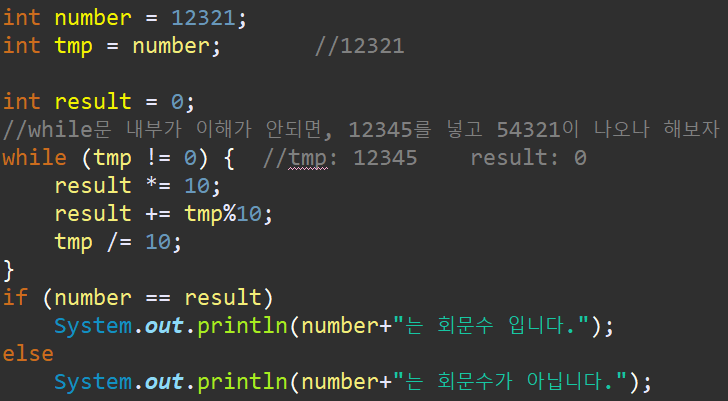 int number = 12321;
int tmp = number;       //12321
int result = 0;
//while문 내부가 이해가 안되면, 12345를 넣고 54321이 나오나 해보자
while (tmp != 0) {  //tmp: 12345    result: 0
    result *= 10;
    result += tmp%10;
    tmp /= 10;
}
if (number == result)
    System.out.println(number+"는 회문수 입니다.");
else
    System.out.println(number+"는 회문수가 아닙니다.");